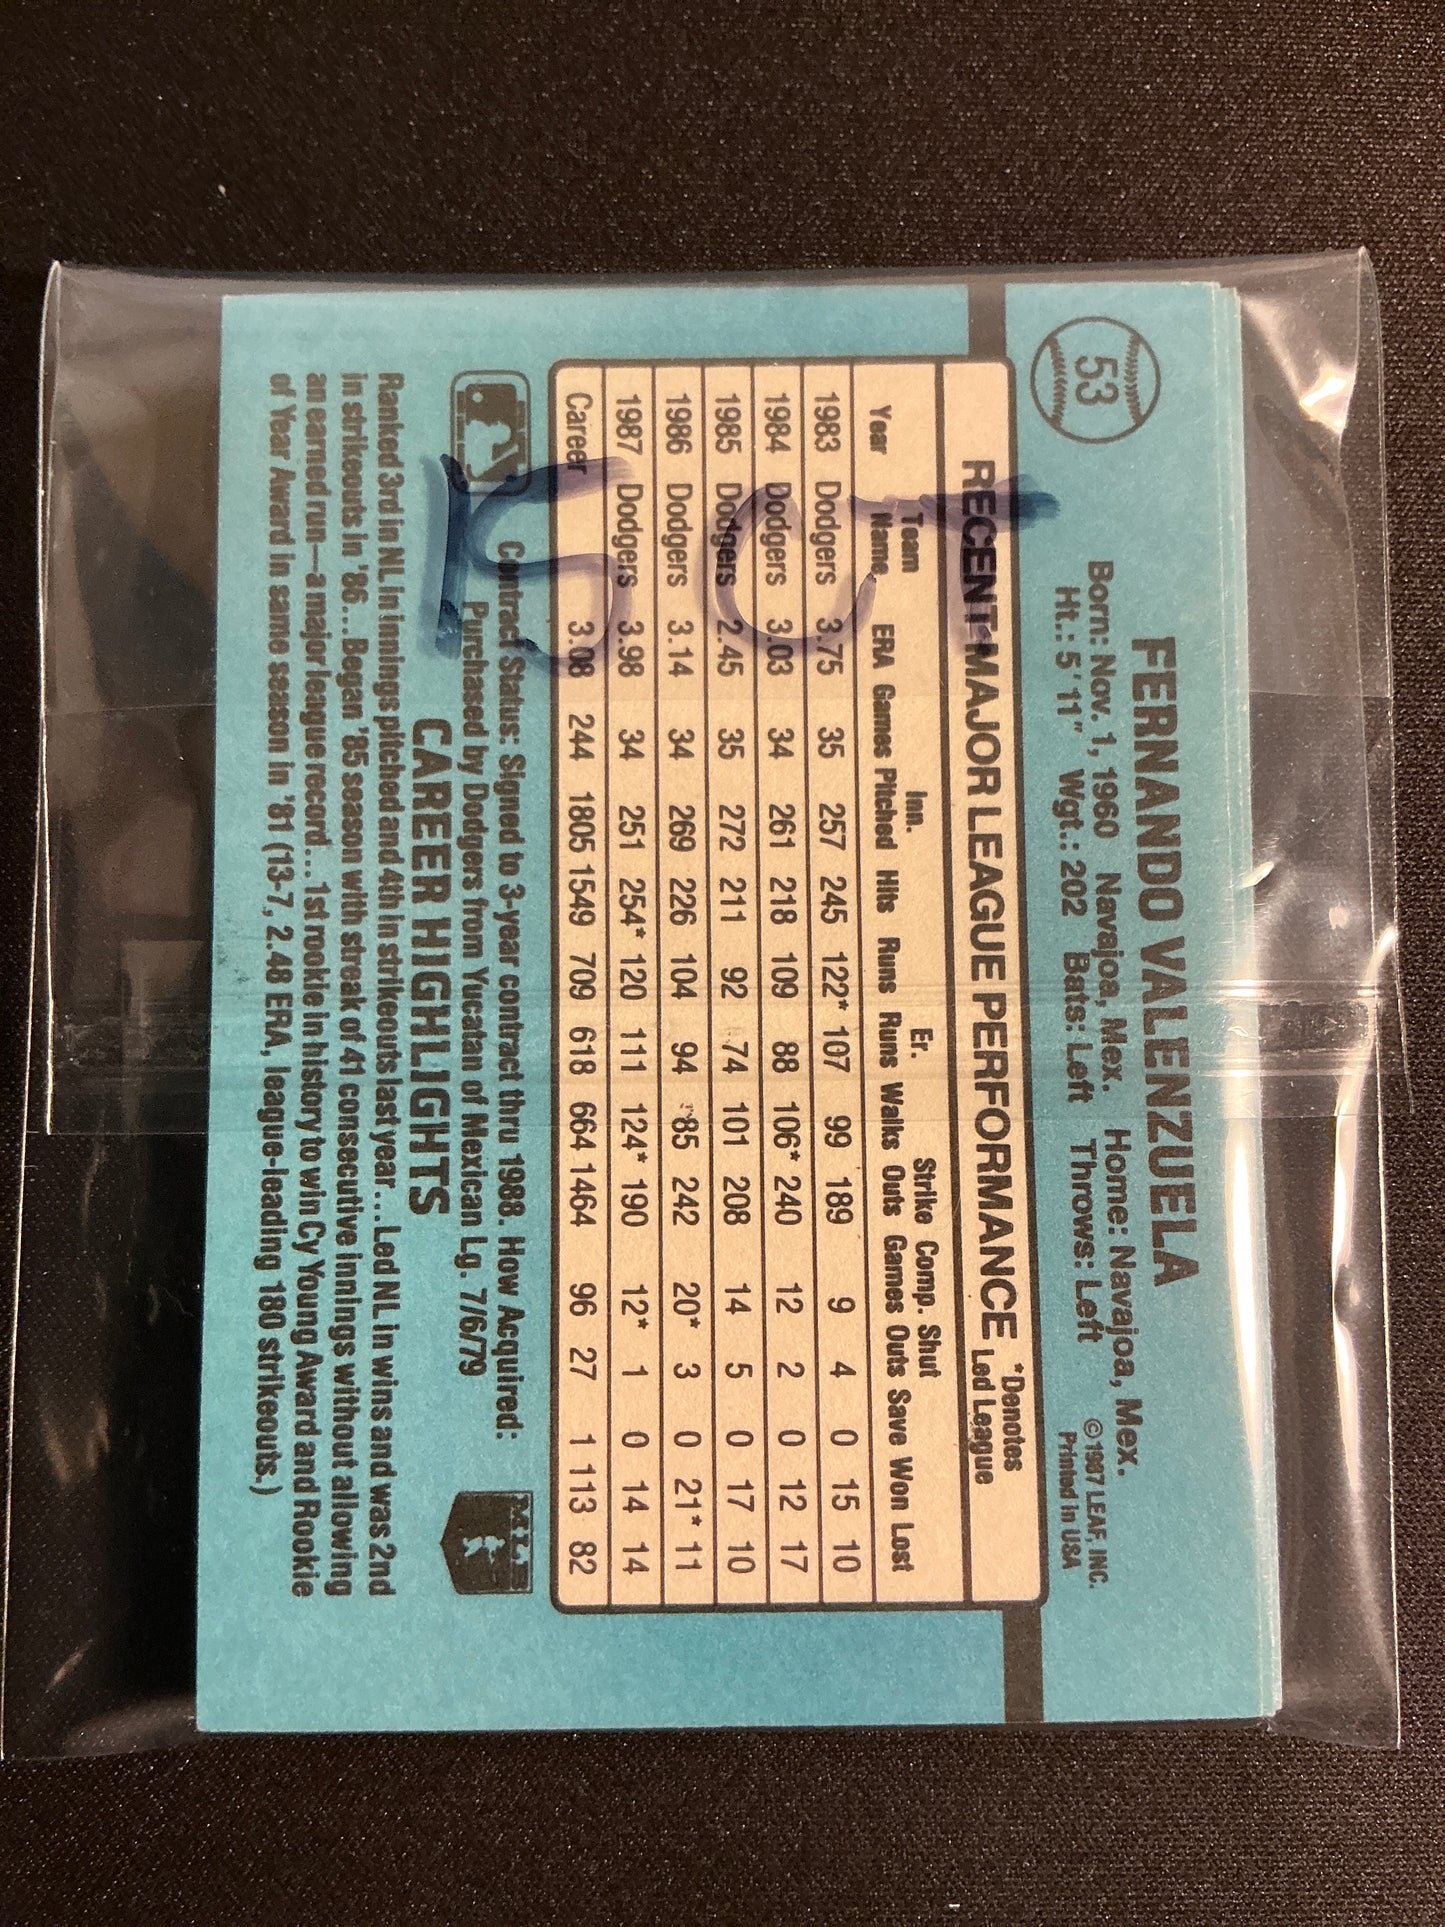 53
FERNANDO VALENZUELA
Born: Nov. 1, 1960 Navajoa, Mex. Home: Navajoa, Mex.
Ht.: 5'11" Wgt.: 202 Bats: Left Throws: Left
©1987 LEAF, INC.
Printed in USA
RECENT MAJOR LEAGUE PERFORMANCE *Denotes Led League
Year Team Name ERA Games Inn. Pitched Hits Runs Er. Runs Walks Strike Outs Comp. Games Shut Outs Save Won Lost
1983 Dodgers 3.75 35 257 245 122* 107 99 189 9 4 0 15 10
1984 Dodgers 3.03 34 261 218 109 88 106* 240 12 2 0 12 17
1985 Dodgers 2.45 35 272 211 92 74 101 208 14 5 0 17 10
1986 Dodgers 3.14 34 269 226 104 94 85 242 20* 3 0 21* 11
1987 Dodgers 3.98 34 251 254* 120 111 124* 190 12* 1 0 14 14
Career 3.08 244 1805 1549 709 618 664 1464 96 27 1 113 82
Contract Status: Signed to 3-year contract thru 1988. How Acquired:
Purchased by Dodgers from Yucatan of Mexican Lg. 7/6/79
CAREER HIGHLIGHTS
Ranked 3rd in NL in innings pitched and 4th in strikeouts last year...Led NL in wins and was 2nd
in strikeouts in '86...Began '85 season with streak of 41 consecutive innings without allowing
an earned run—a major league record...1st rookie in history to win Cy Young Award and Rookie
of Year Award in same season in '81 (13-7, 2.48 ERA, league-leading 180 strikeouts.)